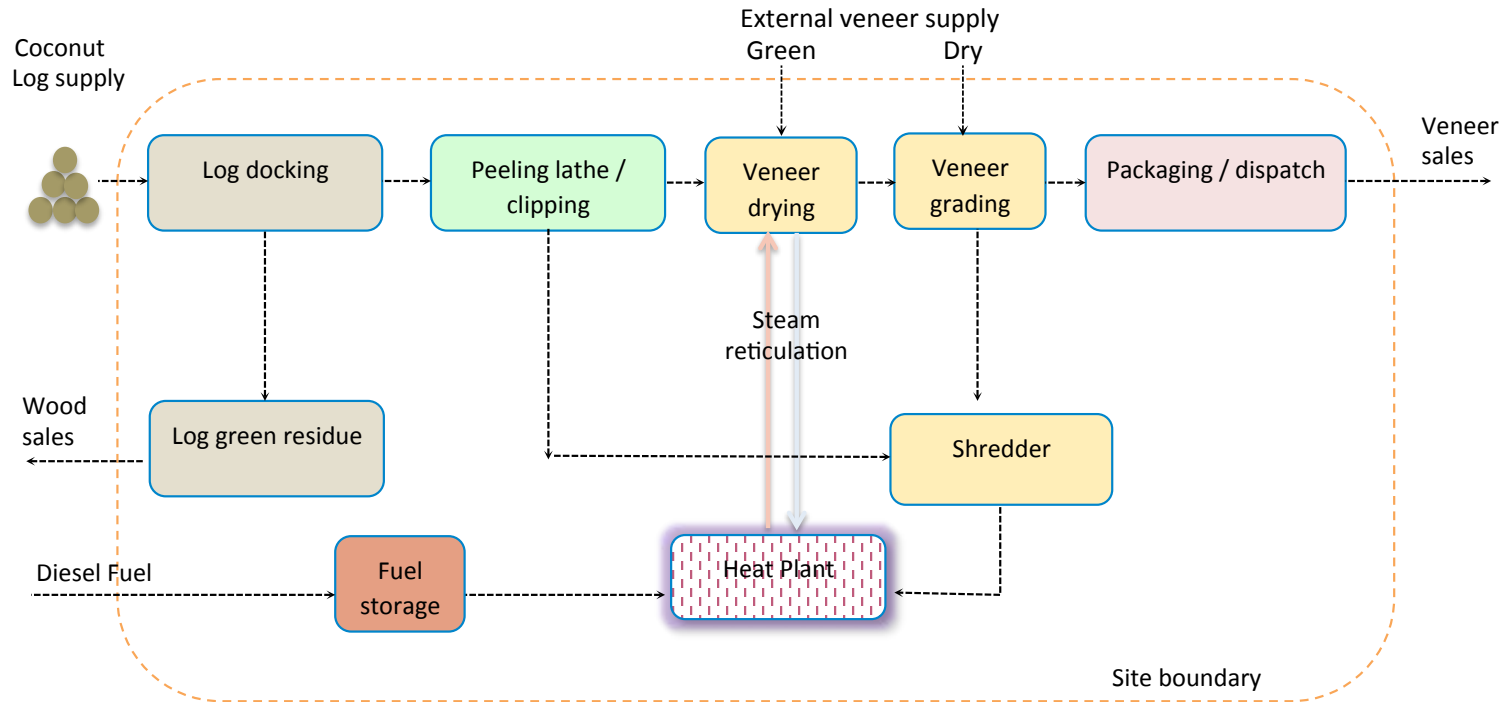 External veneer supply
Green
Dry
Coconut
Log supply
Log docking
Peeling lathe /
clipping
Veneer
drying
Veneer
grading
Packaging / dispatch
Veneer
sales
Steam
reticulation
Wood
sales
Log green residue
Shredder
Diesel Fuel
Fuel
storage
Heat Plant
Site boundary